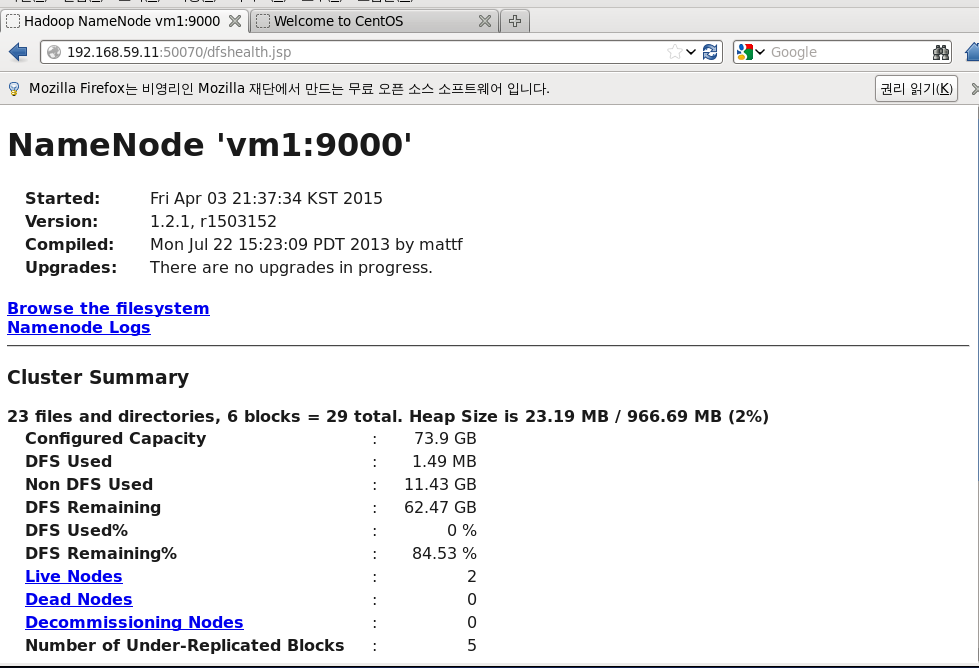 Hadoop NameNode vm1:9000 Welcome to CentOS
192.168.59.11:50070/dfshealth.jsp Google
Mozilla Firefox는 비영리인 Mozilla 재단에서 만드는 무료 오픈 소스 소프트웨어 입니다. 권리 읽기(K)
NameNode 'vm1:9000'
Started: Fri Apr 03 21:37:34 KST 2015
Version: 1.2.1, r1503152
Compiled: Mon Jul 22 15:23:09 PDT 2013 by mattf
Upgrades: There are no upgrades in progress.
Browse the filesystem
Namenode Logs
Cluster Summary
23 files and directories, 6 blocks = 29 total. Heap Size is 23.19 MB / 966.69 MB (2%)
Configured Capacity : 73.9 GB
DFS Used : 1.49 MB
Non DFS Used : 11.43 GB
DFS Remaining : 62.47 GB
DFS Used% : 0 %
DFS Remaining% : 84.53 %
Live Nodes : 2
Dead Nodes : 0
Decommissioning Nodes : 0
Number of Under-Replicated Blocks : 5